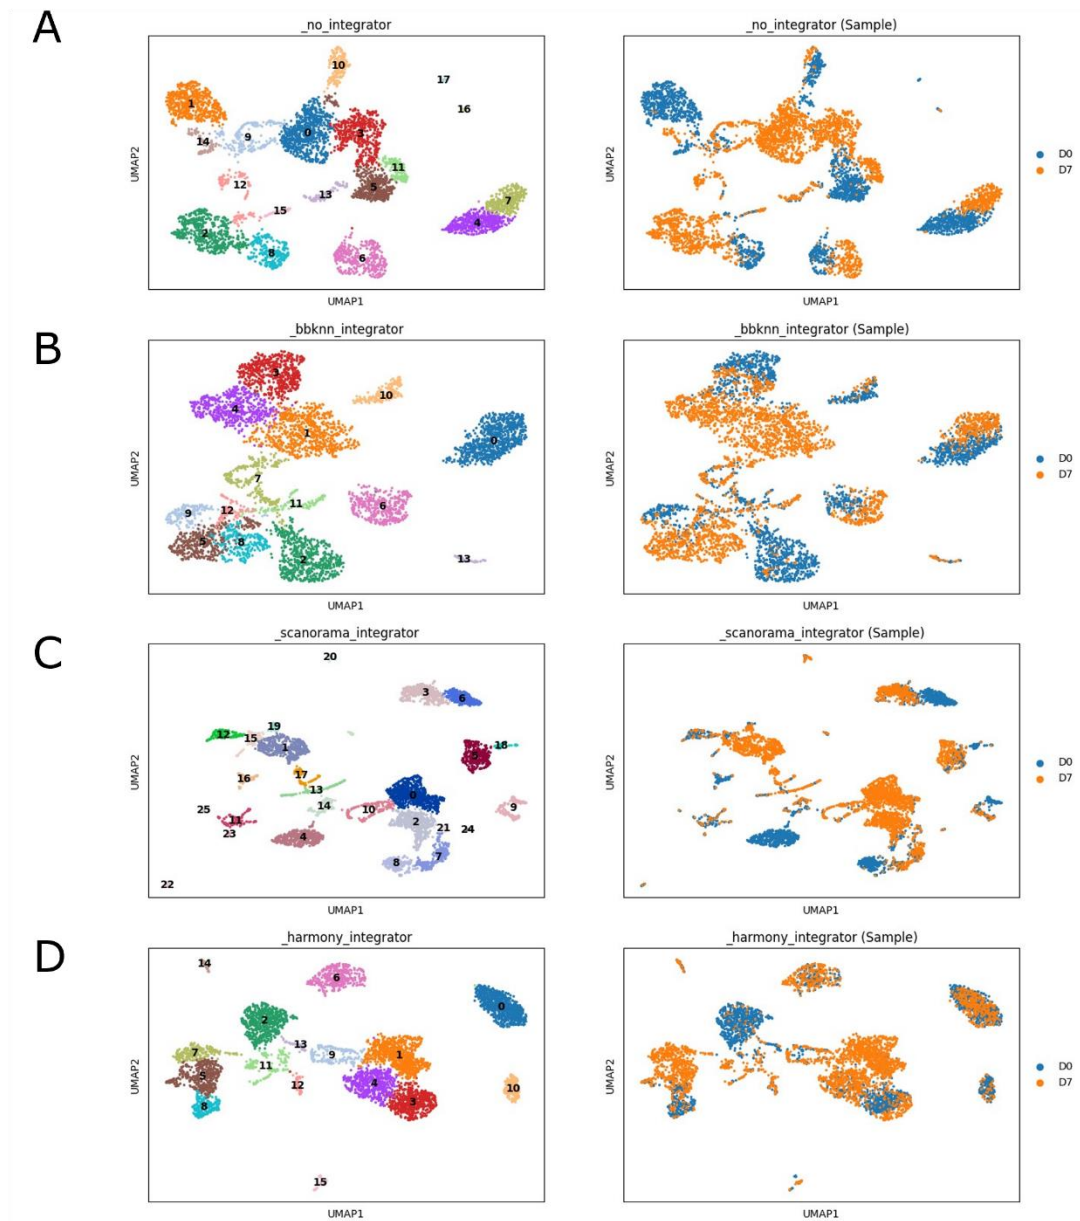 A
_no_integrator
_no_integrator (Sample)
UMAP2
10
17
1
16
9
0
3
14
11
12
5
13
7
15
4
2
8
6
UMAP1
UMAP2
D0
D7
UMAP1
B
_bbknn_integrator
_bbknn_integrator (Sample)
UMAP2
3
10
4
1
0
7
11
6
9
12
5
8
2
13
UMAP1
UMAP2
D0
D7
UMAP1
C
_scanorama_integrator
_scanorama_integrator (Sample)
UMAP2
20
3
6
19
12
15
1
18
17
16
13
0
14
10
9
25
11
2
21
24
23
4
7
8
22
UMAP1
UMAP2
D0
D7
UMAP1
D
_harmony_integrator
_harmony_integrator (Sample)
UMAP2
14
6
0
2
13
7
9
1
11
5
4
12
10
8
3
15
UMAP1
UMAP2
D0
D7
UMAP1